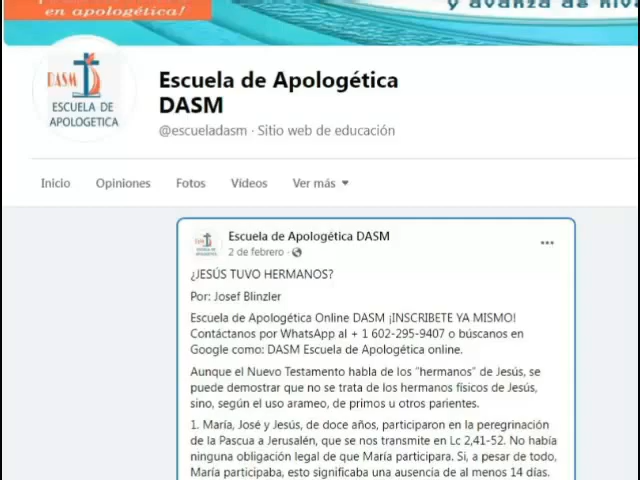 en apologética!
y avanza de niv
DASM
ESCUELA DE
APOLOGETICA
Escuela de Apologética
DASM
@escueladasm · Sitio web de educación
Inicio
Opiniones
Fotos
Vídeos
Ver más
Escuela de Apologética DASM
2 de febrero ·
¿JESÚS TUVO HERMANOS?
Por: Josef Blinzler
Escuela de Apologética Online DASM ¡INSCRIBETE YA MISMO!
Contáctanos por WhatsApp al + 1 602-295-9407 o búscanos en
Google como: DASM Escuela de Apologética online.
Aunque el Nuevo Testamento habla de los "hermanos" de Jesús, se
puede demostrar que no se trata de los hermanos físicos de Jesús,
sino, según el uso arameo, de primos u otros parientes.
1. María, José y Jesús, de doce años, participaron en la peregrinación
de la Pascua a Jerusalén, que se nos transmite en Lc 2,41-52. No había
ninguna obligación legal de que María participara. Si, a pesar de todo,
María participaba, esto significaba una ausencia de al menos 14 días.